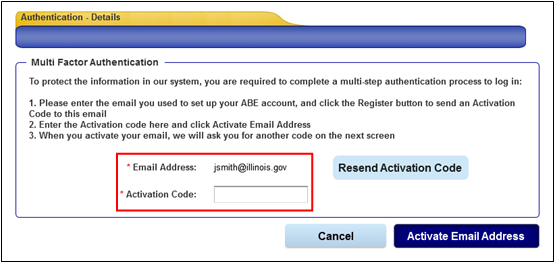 Authentication - Details
Multi Factor Authentication
To protect the information in our system, you are required to complete a multi-step authentication process to log in:
1. Please enter the email you used to set up your ABE account, and click the Register button to send an Activation
Code to this email
2. Enter the Activation code here and click Activate Email Address
3. When you activate your email, we will ask you for another code on the next screen
* Email Address: jsmith@illinois.gov
Resend Activation Code
* Activation Code:
Cancel
Activate Email Address